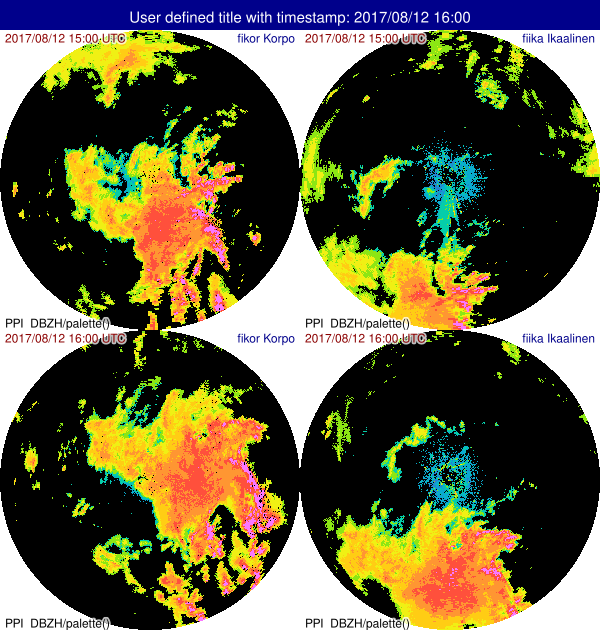 User defined title with timestamp: 2017/08/12 16:00
2017/08/12 15:00 UTC fikor Korpo
2017/08/12 15:00 UTC fiika Ikaalinen
PPI DBZH/palette()
PPI DBZH/palette()
2017/08/12 16:00 UTC fikor Korpo
2017/08/12 16:00 UTC fiika Ikaalinen
PPI DBZH/palette()
PPI DBZH/palette()